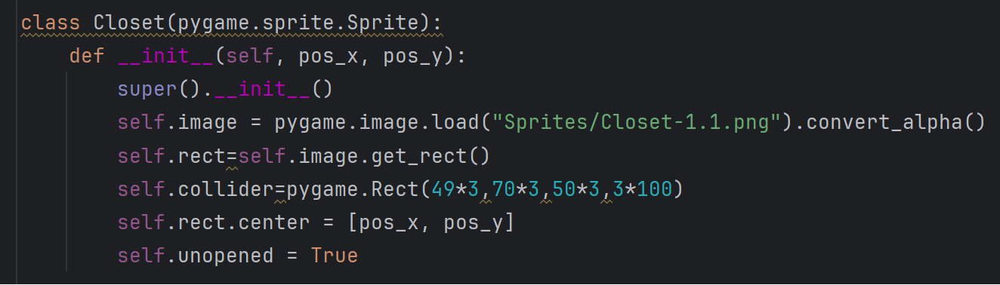 class Closet(pygame.sprite.Sprite):
    def __init__(self, pos_x, pos_y):
        super().__init__()
        self.image = pygame.image.load("Sprites/Closet-1.1.png").convert_alpha()
        self.rect=self.image.get_rect()
        self.collider=pygame.Rect(49*3,70*3,50*3,3*100)
        self.rect.center = [pos_x, pos_y]
        self.unopened = True